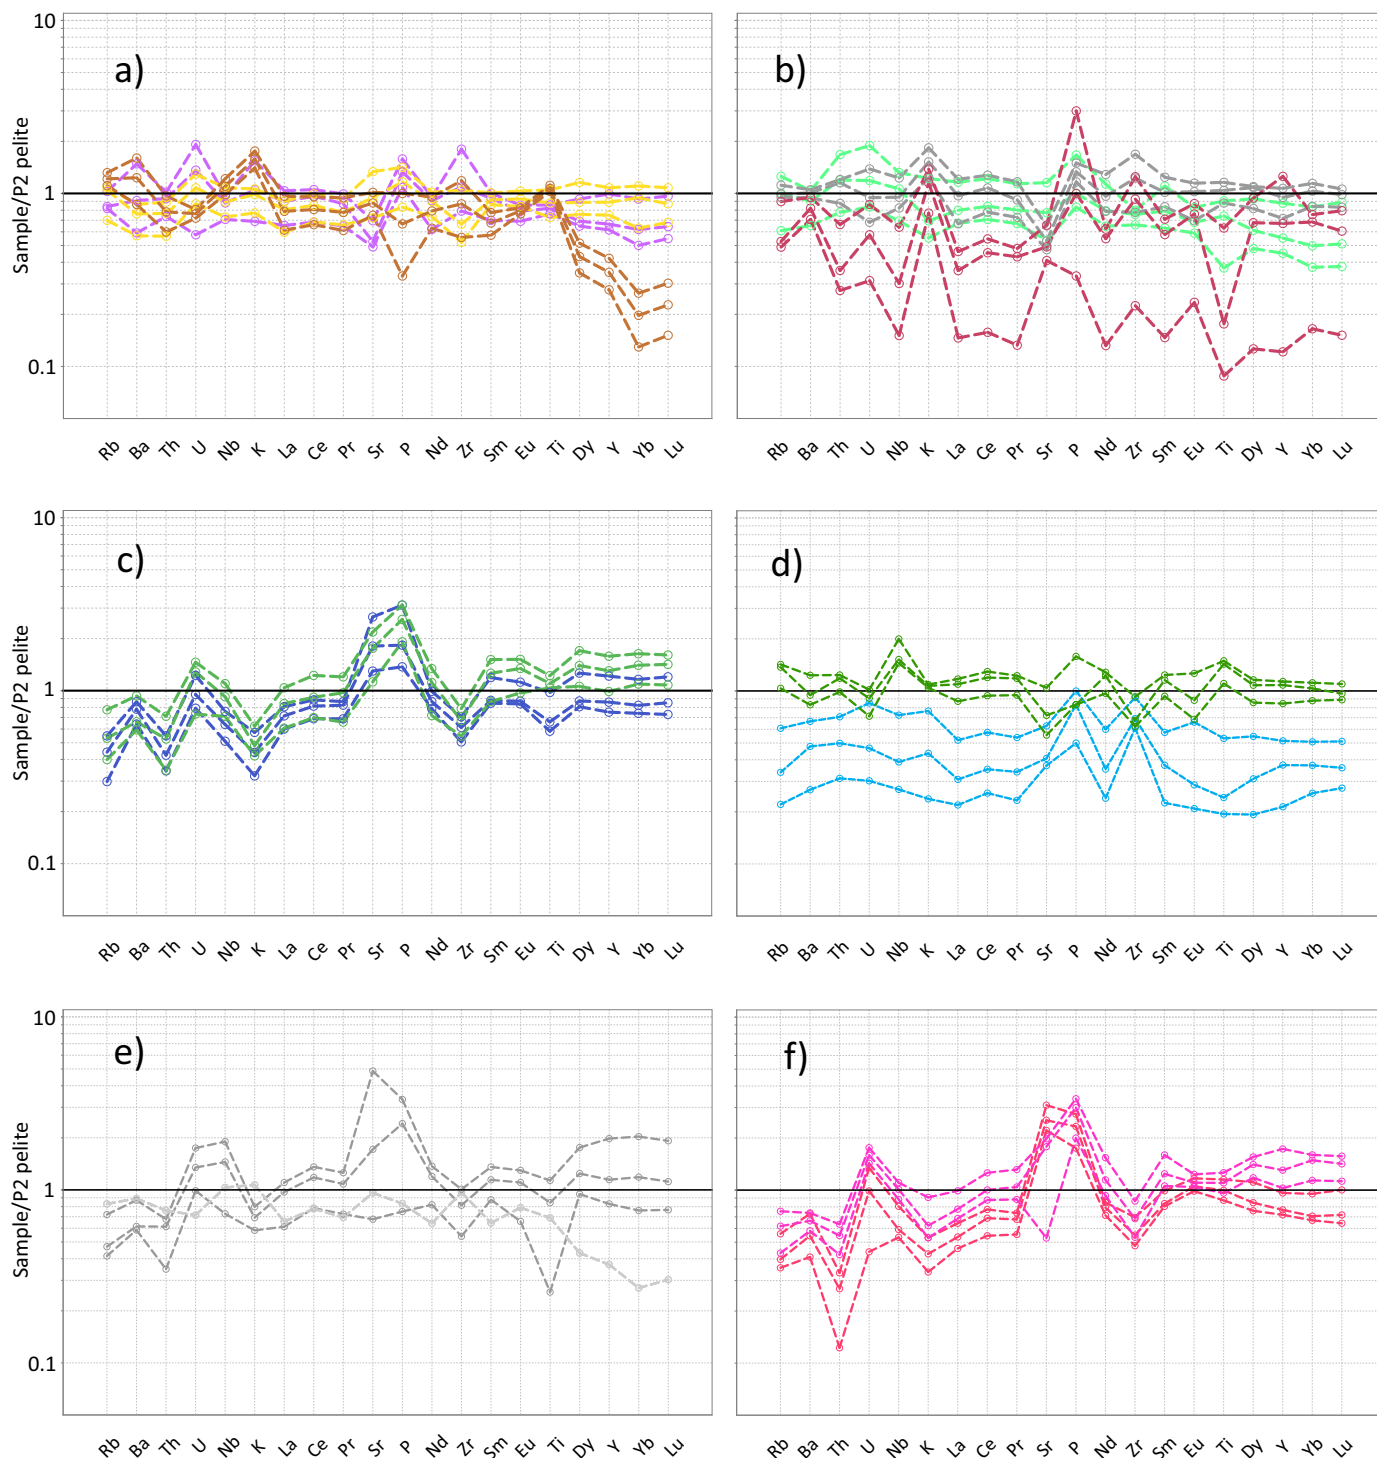 a)
b)
10
1
0.1
Sample/P2 pelite
Rb Ba Th U Nb K La Ce Pr Sr P Nd Zr Sm Eu Ti Dy Y Yb Lu
Rb Ba Th U Nb K La Ce Pr Sr P Nd Zr Sm Eu Ti Dy Y Yb Lu
c)
d)
10
1
0.1
Sample/P2 pelite
Rb Ba Th U Nb K La Ce Pr Sr P Nd Zr Sm Eu Ti Dy Y Yb Lu
Rb Ba Th U Nb K La Ce Pr Sr P Nd Zr Sm Eu Ti Dy Y Yb Lu
e)
f)
10
1
0.1
Sample/P2 pelite
Rb Ba Th U Nb K La Ce Pr Sr P Nd Zr Sm Eu Ti Dy Y Yb Lu
Rb Ba Th U Nb K La Ce Pr Sr P Nd Zr Sm Eu Ti Dy Y Yb Lu